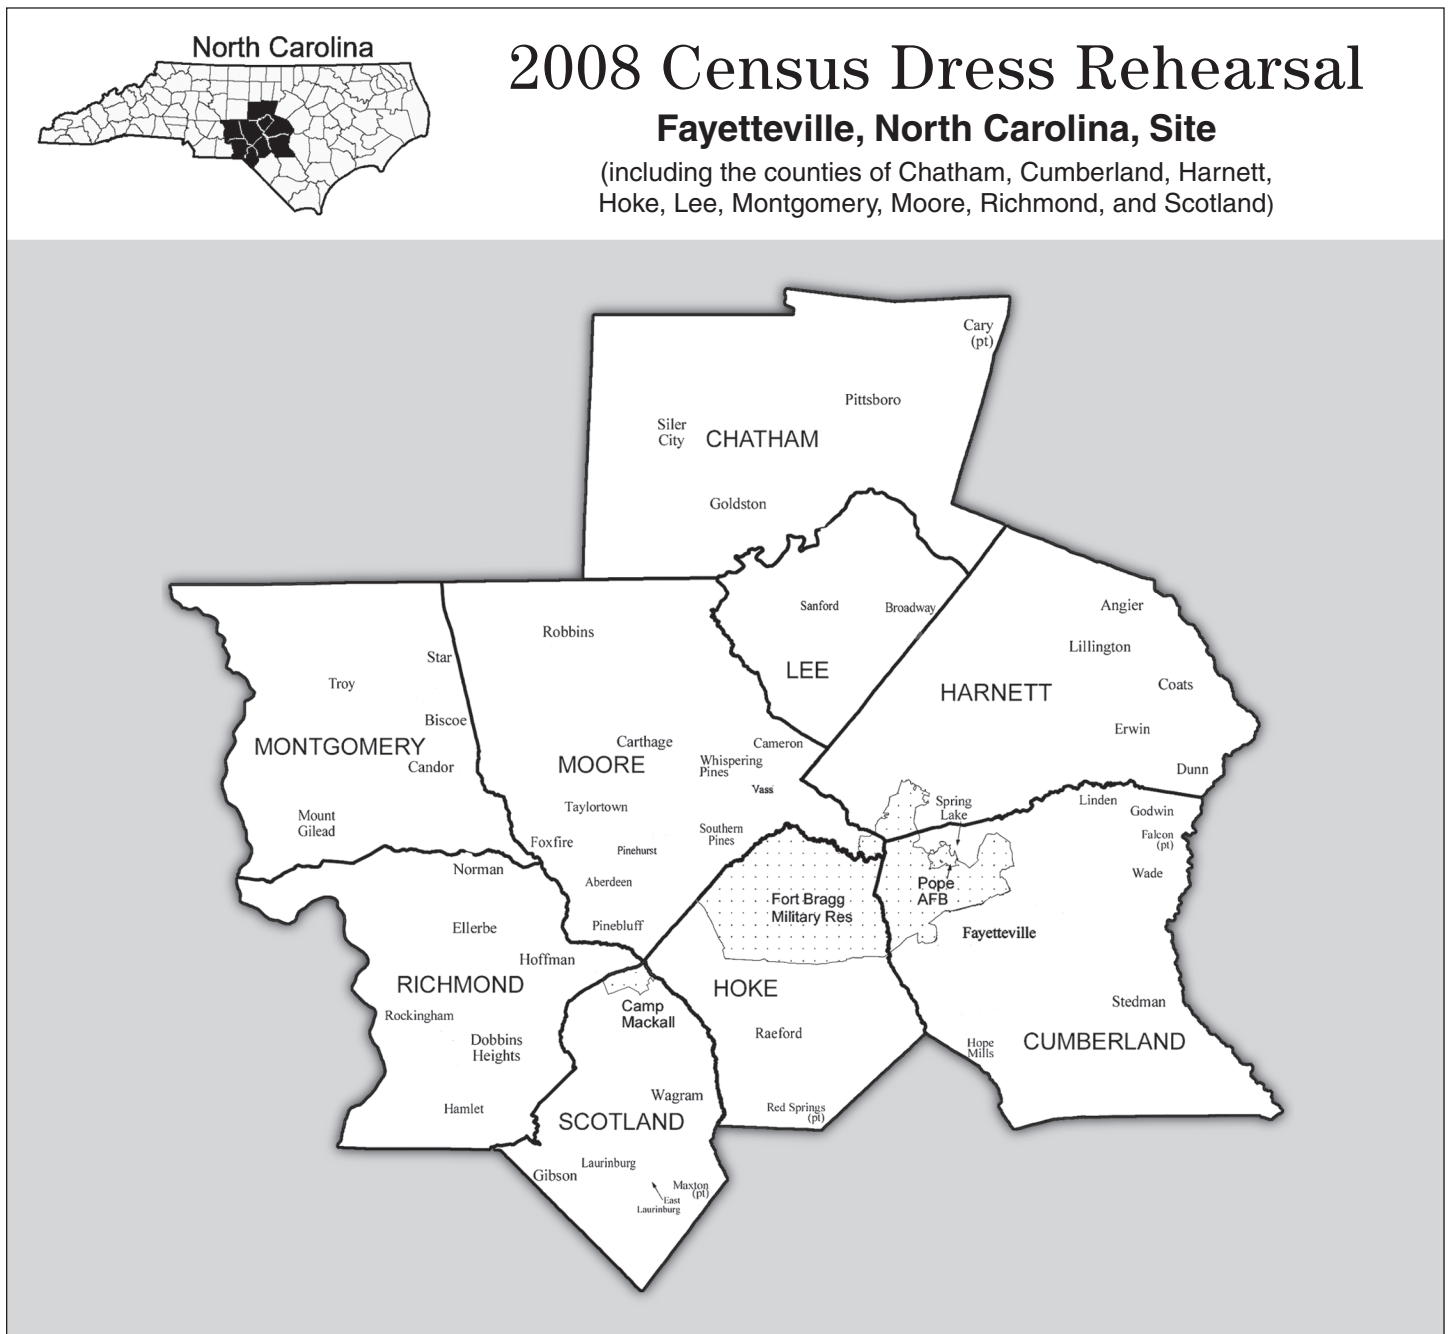 North Carolina
2008 Census Dress Rehearsal
Fayetteville, North Carolina, Site
(including the counties of Chatham, Cumberland, Harnett,
Hoke, Lee, Montgomery, Moore, Richmond, and Scotland)
Cary
(pt)
Pittsboro
Siler
City
CHATHAM
Goldston
Sanford
Broadway
LEE
Angier
Lillington
HARNETT
Coats
Erwin
Dunn
Robbins
Star
Troy
Biscoe
MONTGOMERY
Candor
Mount
Gilead
Carthage
MOORE
Cameron
Whispering
Pines
Vass
Taylortown
Foxfire
Pinehurst
Southern
Pines
Aberdeen
Pinebluff
Spring
Lake
Linden
Godwin
Falcon
(pt)
Wade
Pope
AFB
Fort Bragg
Military Res
Fayetteville
Stedman
Hope
Mills
CUMBERLAND
Norman
Ellerbe
Hoffman
RICHMOND
Rockingham
Dobbins
Heights
Hamlet
Camp
Mackall
HOKE
Raeford
Red Springs
(pt)
Wagram
SCOTLAND
Laurinburg
Gibson
Maxton
(pt)
East
Laurinburg